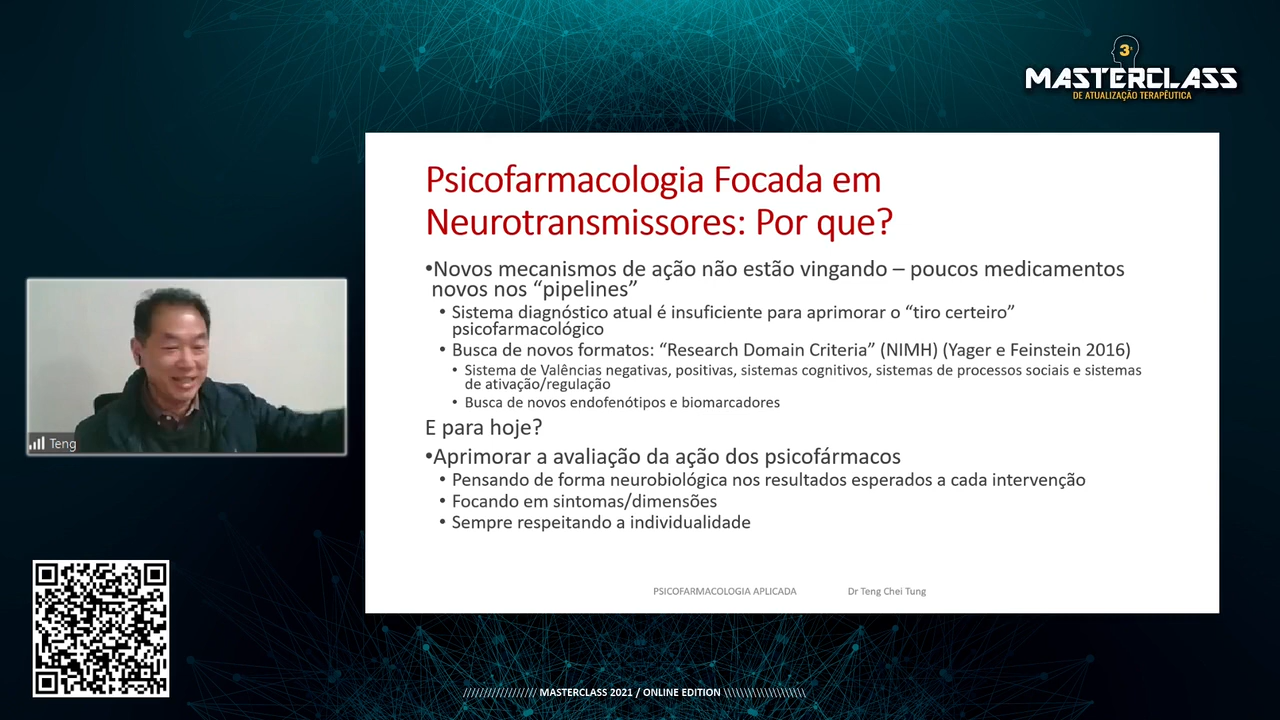 3ª
MASTERCLASS
DE ATUALIZAÇÃO TERAPÊUTICA
Psicofarmacologia Focada em
Neurotransmissores: Por que?
•Novos mecanismos de ação não estão vingando – poucos medicamentos
novos nos “pipelines”
• Sistema diagnóstico atual é insuficiente para aprimorar o “tiro certeiro”
psicofarmacológico
• Busca de novos formatos: “Research Domain Criteria” (NIMH) (Yager e Feinstein 2016)
• Sistema de Valências negativas, positivas, sistemas cognitivos, sistemas de processos sociais e sistemas
de ativação/regulação
• Busca de novos endofenótipos e biomarcadores
E para hoje?
•Aprimorar a avaliação da ação dos psicofármacos
• Pensando de forma neurobiológica nos resultados esperados a cada intervenção
• Focando em sintomas/dimensões
• Sempre respeitando a individualidade
PSICOFARMACOLOGIA APLICADA Dr Teng Chei Tung
Teng
/////////////////// MASTERCLASS 2021 / ONLINE EDITION \\\\\\\\\\\\\\\\\\\